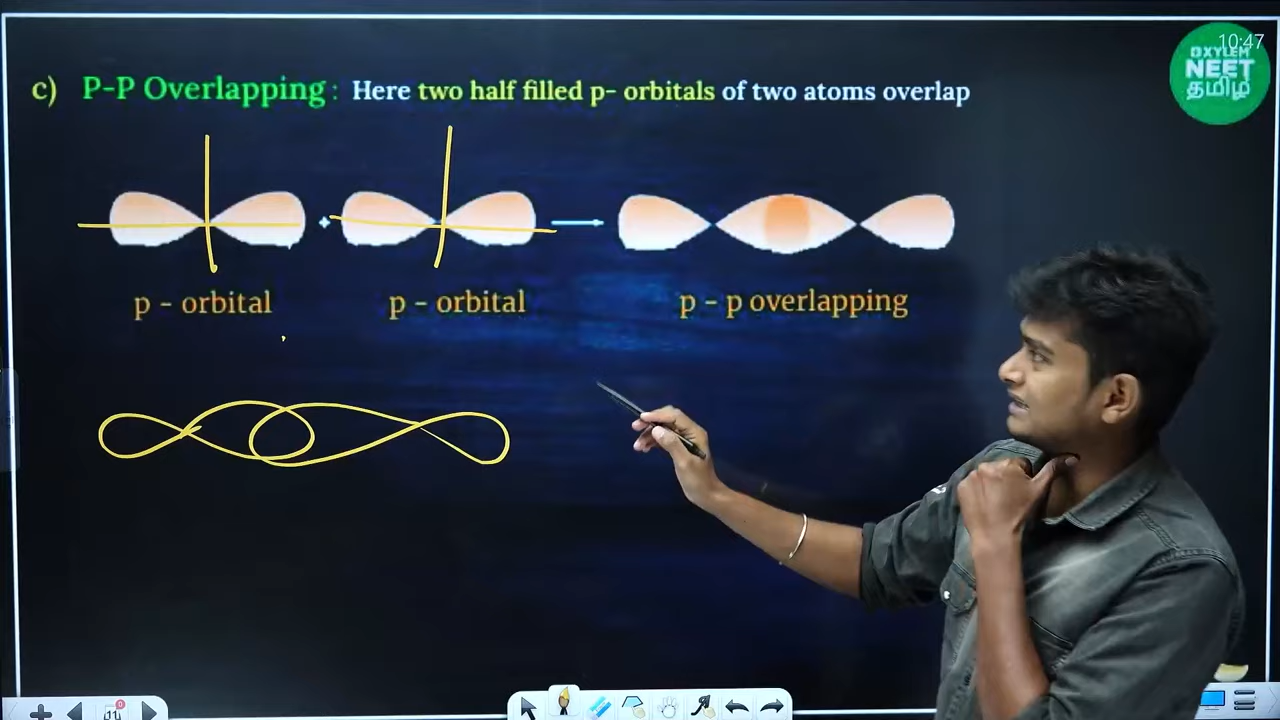 10:47
OXYLEM
NEET
தமிழ்
c) P-P Overlapping : Here two half filled p- orbitals of two atoms overlap
p - orbital p - orbital p - p overlapping